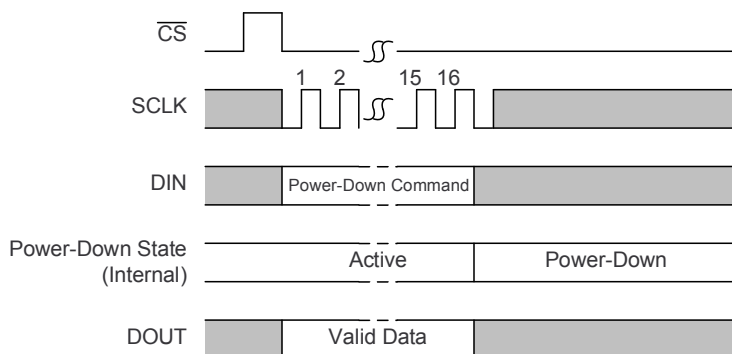 CS
1 2 15 16
SCLK
DIN Power-Down Command
Power-Down State
(Internal)
Active Power-Down
DOUT Valid Data